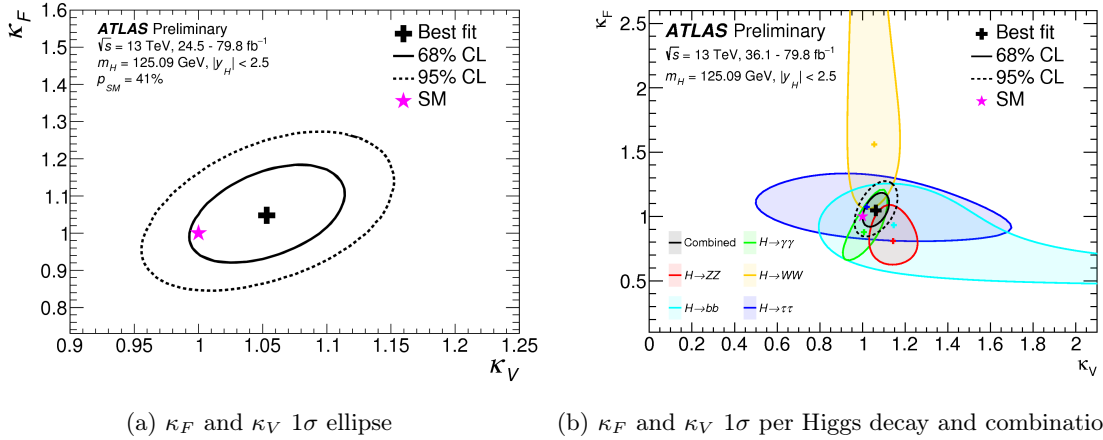 κ_F
1.6
1.5
1.4
1.3
1.2
1.1
1
0.9
0.8
ATLAS Preliminary
√s = 13 TeV, 24.5 - 79.8 fb⁻¹
m_H = 125.09 GeV, |y_H| < 2.5
p_SM = 41%
Best fit
68% CL
95% CL
SM
0.9 0.95 1 1.05 1.1 1.15 1.2 1.25
κ_V
κ_F
2.5
2
1.5
1
0.5
ATLAS Preliminary
√s = 13 TeV, 36.1 - 79.8 fb⁻¹
m_H = 125.09 GeV, |y_H| < 2.5
Best fit
68% CL
95% CL
SM
Combined H→γγ
H→ZZ H→WW
H→bb H→ττ
0 0.2 0.4 0.6 0.8 1 1.2 1.4 1.6 1.8 2
κ_V
(a) κ_F and κ_V 1σ ellipse
(b) κ_F and κ_V 1σ per Higgs decay and combinatio